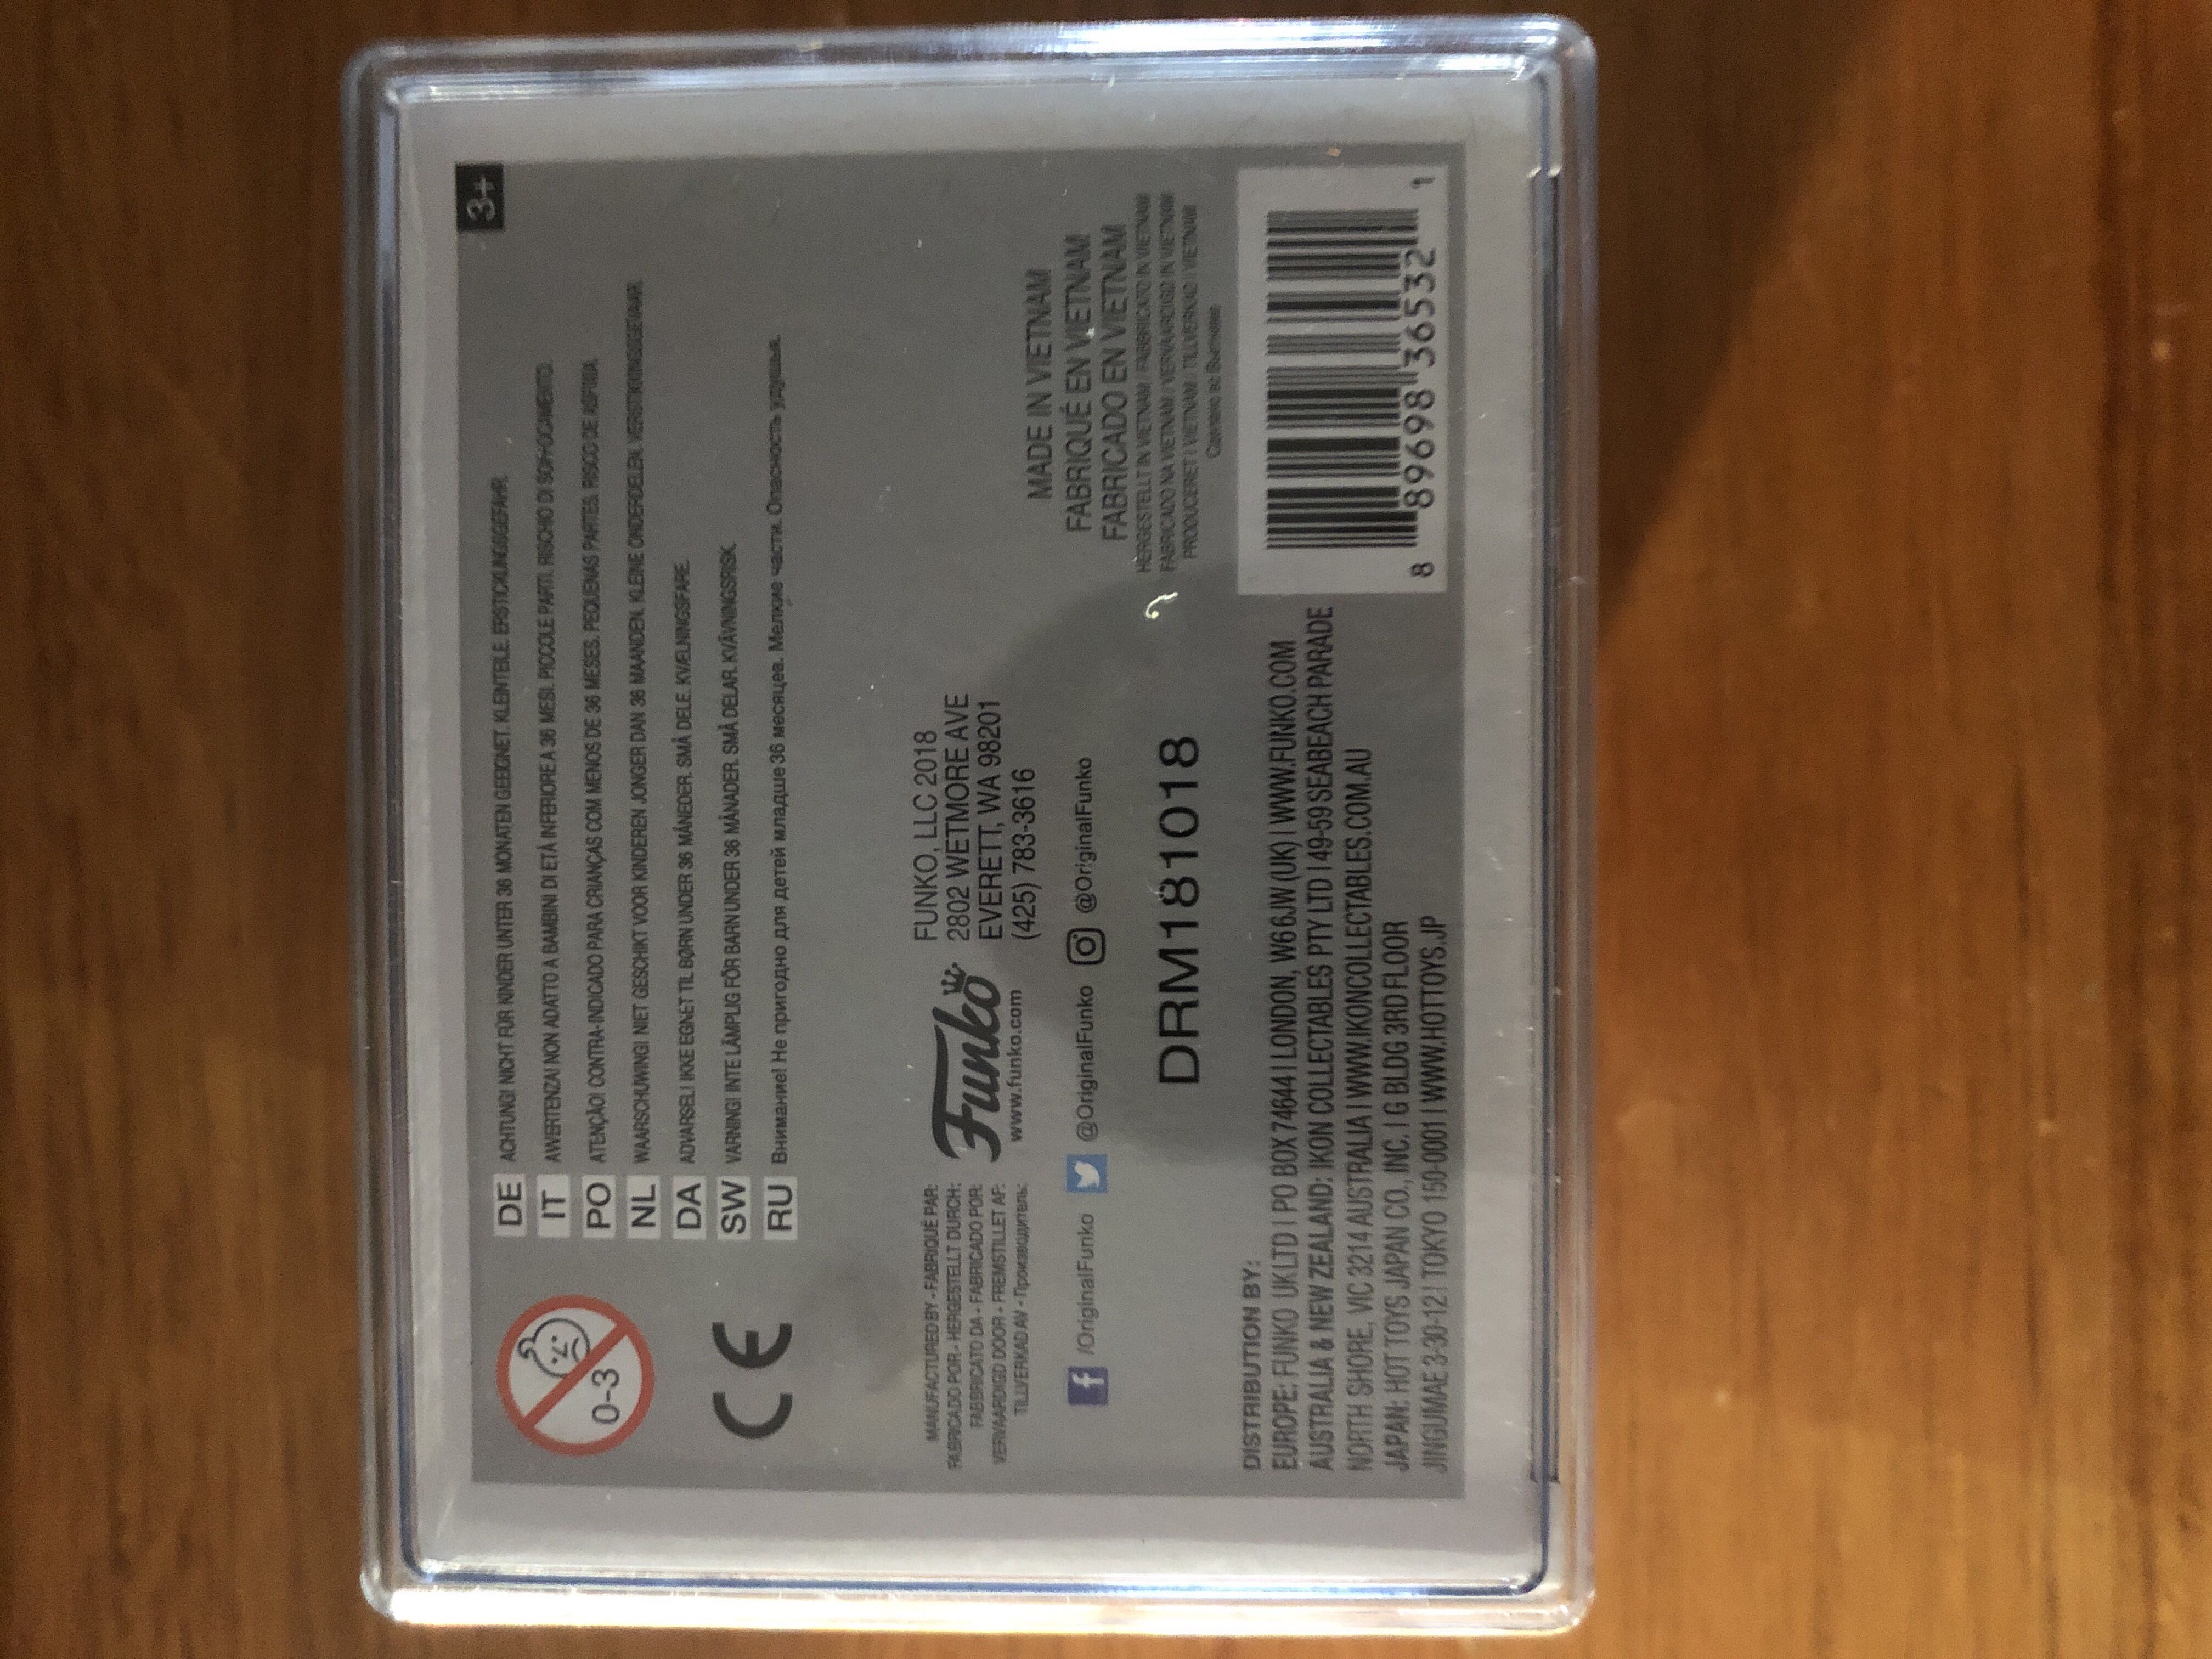 3+
DE ACHTUNG! NICHT FÜR KINDER UNTER 36 MONATEN GEEIGNET. KLEINTEILE. ERSTICKUNGSGEFAHR.
IT AVVERTENZA! NON ADATTO A BAMBINI DI ETÀ INFERIORE A 36 MESI. PICCOLE PARTI. RISCHIO DI SOFFOCAMENTO.
PO ATENÇÃO! CONTRA-INDICADO PARA CRIANÇAS COM MENOS DE 36 MESES. PEQUENAS PARTES. RISCO DE ASFIXIA.
NL WAARSCHUWING! NIET GESCHIKT VOOR KINDEREN JONGER DAN 36 MAANDEN. KLEINE ONDERDELEN. VERSTIKKINGSGEVAAR.
DA ADVARSEL! IKKE EGNET TIL BØRN UNDER 36 MÅNEDER. SMÅ DELE. KVÆLNINGSFARE.
SW VARNING! INTE LÄMPLIG FÖR BARN UNDER 36 MÅNADER. SMÅ DELAR. KVÄVNINGSRISK.
RU Внимание! Не пригодно для детей младше 36 месяцев. Мелкие части. Опасность удушья.
0-3
CE
MANUFACTURED BY - FABRIQUÉ PAR:
FABRICADO POR - HERGESTELLT DURCH:
FABBRICATO DA - FABRICADO POR:
VERVAARDIGD DOOR - FREMSTILLET AF:
TILLVERKAD AV - Производитель:
Funko
www.funko.com
FUNKO, LLC 2018
2802 WETMORE AVE
EVERETT, WA 98201
(425) 783-3616
/OriginalFunko @OriginalFunko @OriginalFunko
DRM181018
MADE IN VIETNAM
FABRIQUÉ EN VIETNAM
FABRICADO EN VIETNAM
HERGESTELLT IN VIETNAM / FABBRICATO IN VIETNAM
FABRICADO NA VIETNAM / VERVAARDIGD IN VIETNAM
PRODUCERET I VIETNAM / TILLVERKAD I VIETNAM
Сделано во Вьетнаме
DISTRIBUTION BY:
EUROPE: FUNKO UK LTD | PO BOX 74644 | LONDON, W6 6JW (UK) | WWW.FUNKO.COM
AUSTRALIA & NEW ZEALAND: IKON COLLECTABLES PTY LTD | 49-59 SEABEACH PARADE
NORTH SHORE, VIC 3214 AUSTRALIA | WWW.IKONCOLLECTABLES.COM.AU
JAPAN: HOT TOYS JAPAN CO., INC. | G BLDG 3RD FLOOR
JINGUMAE 3-30-12 | TOKYO 150-0001 | WWW.HOTTOYS.JP
8 89698 36532 1